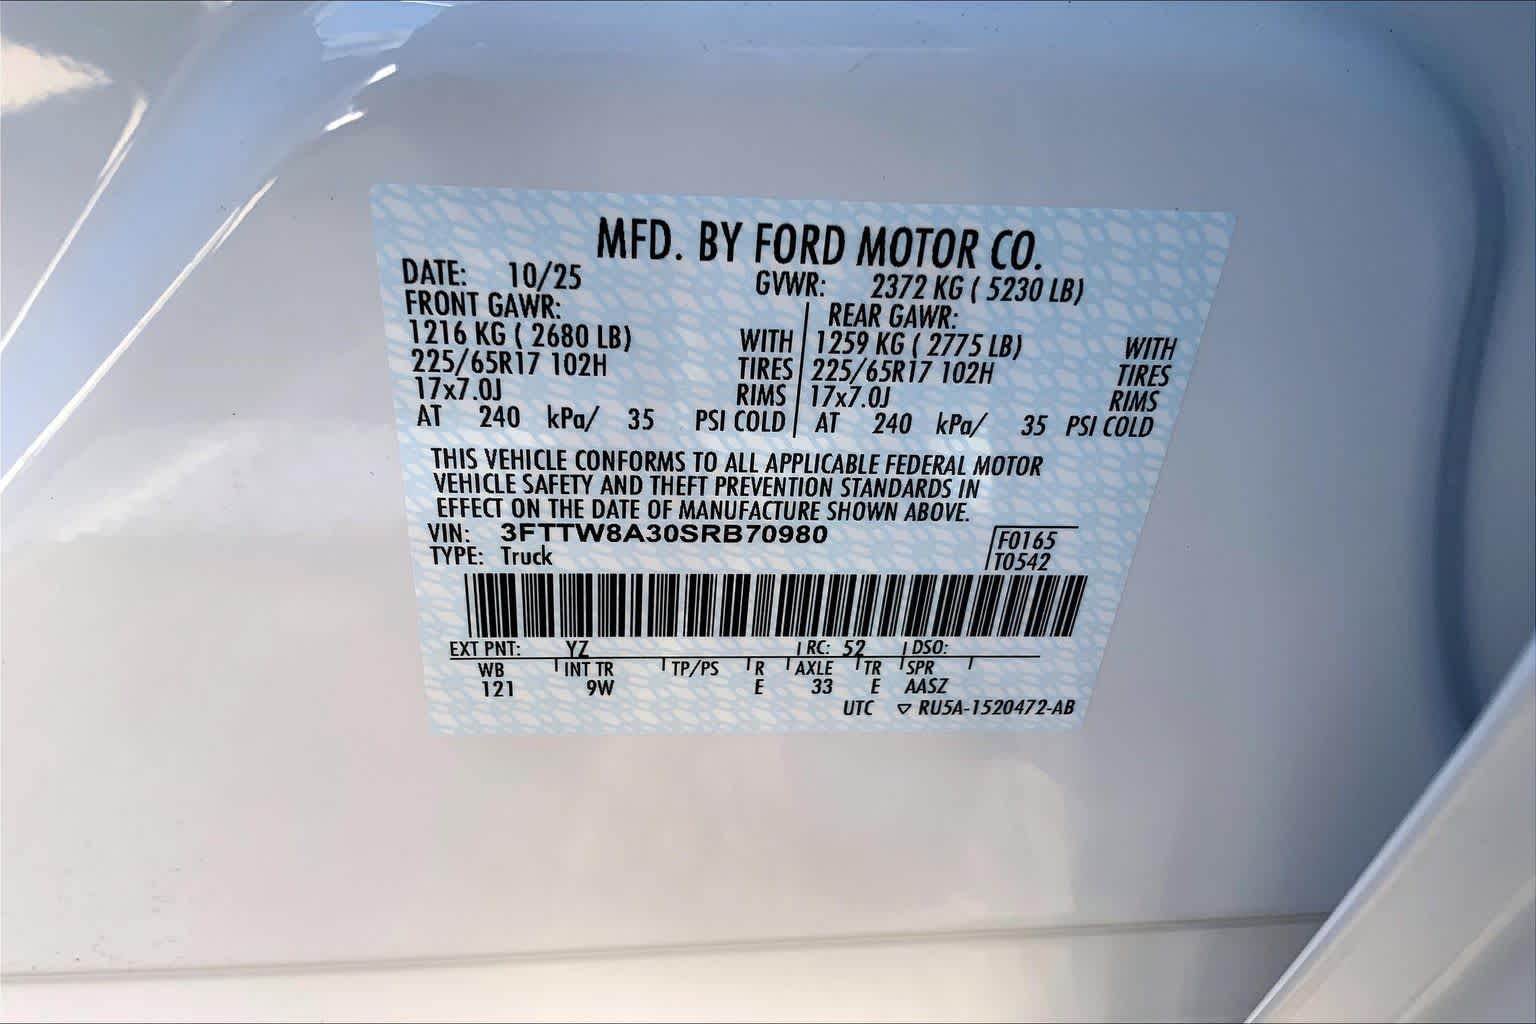 MFD. BY FORD MOTOR CO.
DATE: 10/25 GVWR: 2372 KG ( 5230 LB)
FRONT GAWR: REAR GAWR:
1216 KG ( 2680 LB) WITH 1259 KG ( 2775 LB) WITH
225/65R17 102H TIRES 225/65R17 102H TIRES
17x7.0J RIMS 17x7.0J RIMS
AT 240 kPa/ 35 PSI COLD AT 240 kPa/ 35 PSI COLD
THIS VEHICLE CONFORMS TO ALL APPLICABLE FEDERAL MOTOR
VEHICLE SAFETY AND THEFT PREVENTION STANDARDS IN
EFFECT ON THE DATE OF MANUFACTURE SHOWN ABOVE.
VIN: 3FTTW8A30SRB70980 F0165
TYPE: Truck T0542
EXT PNT: YZ RC: 52 DSO:
WB INT TR TP/PS R AXLE TR SPR
121 9W E 33 E AASZ
UTC ▽ RU5A-1520472-AB